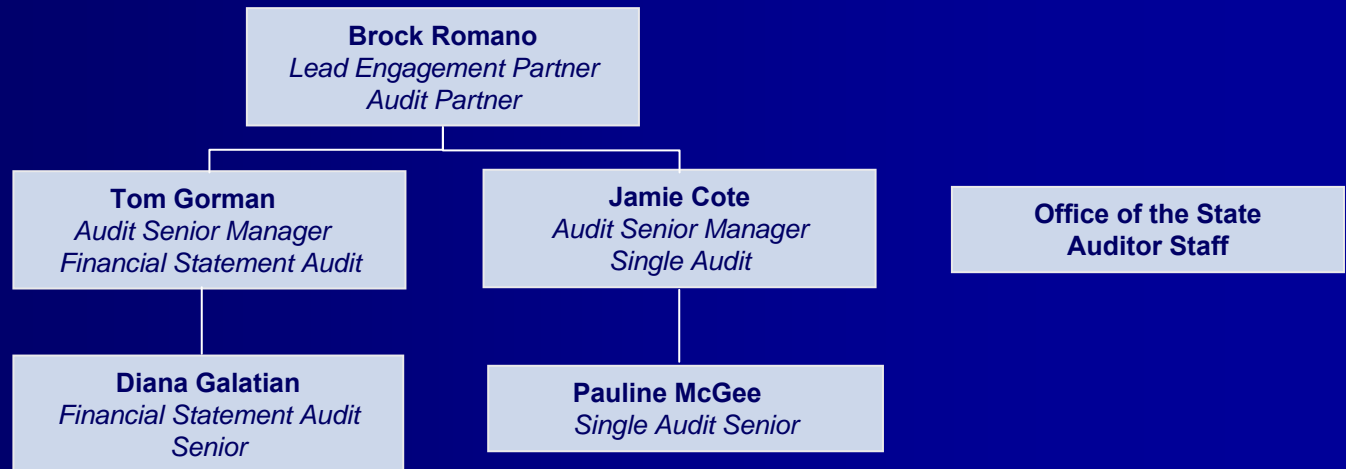 Brock Romano
Lead Engagement Partner
Audit Partner
Tom Gorman
Audit Senior Manager
Financial Statement Audit
Jamie Cote
Audit Senior Manager
Single Audit
Office of the State
Auditor Staff
Diana Galatian
Financial Statement Audit
Senior
Pauline McGee
Single Audit Senior